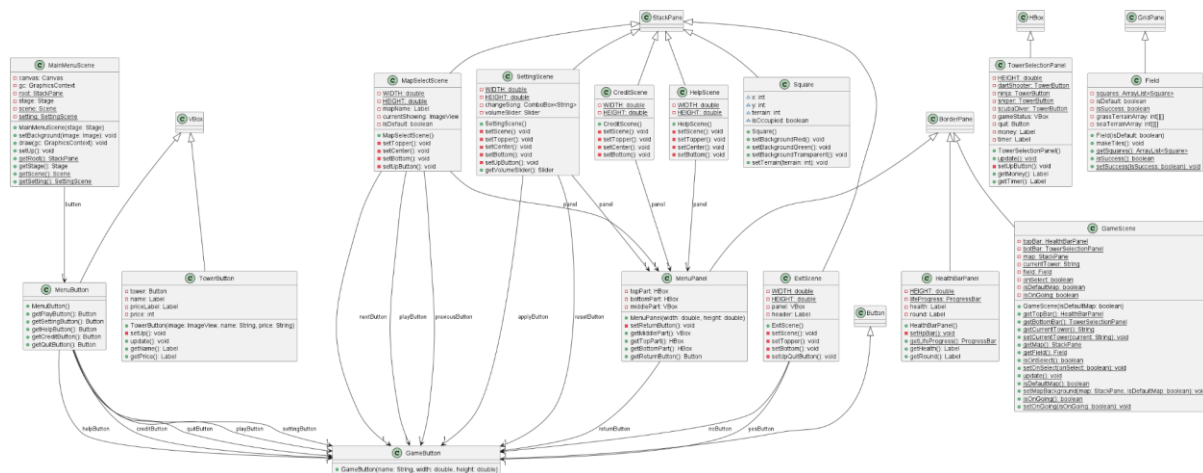 StackPane
HBox
GridPane
MainMenuScene
canvas: Canvas
gc: GraphicsContext
root: StackPane
stage: Stage
scene: Scene
setting: SettingScene
MainMenuScene(stage: Stage)
setBackground(image: Image): void
draw(gc: GraphicsContext): void
setUp(): void
getRoot(): StackPane
getStage(): Stage
getScene(): Scene
getSetting(): SettingScene
VBox
MapSelectScene
WIDTH: double
HEIGHT: double
mapName: Label
currentShowing: ImageView
isDefault: boolean
MapSelectScene()
setScene(): void
setTopper(): void
setCenter(): void
setBottom(): void
setUpButton(): void
SettingScene
WIDTH: double
HEIGHT: double
changeSong: ComboBox<String>
volumeSlider: Slider
SettingScene()
setScene(): void
setTopper(): void
setCenter(): void
setBottom(): void
setUpButton(): void
getVolumeSlider(): Slider
CreditScene
WIDTH: double
HEIGHT: double
CreditScene()
setScene(): void
setTopper(): void
setCenter(): void
setBottom(): void
HelpScene
WIDTH: double
HEIGHT: double
HelpScene()
setScene(): void
setTopper(): void
setCenter(): void
setBottom(): void
Square
x: int
y: int
terrain: int
isOccupied: boolean
Square()
setBackgroundRed(): void
setBackgroundGreen(): void
setBackgroundTransparent(): void
setTerrain(terrain: int): void
BorderPane
TowerSelectionPanel
HEIGHT: double
dartShooter: TowerButton
ninja: TowerButton
sniper: TowerButton
scubaDiver: TowerButton
gameStatus: VBox
quit: Button
money: Label
timer: Label
TowerSelectionPanel()
update(): void
setUpButton(): void
getMoney(): Label
getTimer(): Label
Field
squares: ArrayList<Square>
isDefault: boolean
isSuccess: boolean
grassTerrainArray: int[][]
seaTerrainArray: int[][]
Field(isDefault: boolean)
makeTiles(): void
getSquares(): ArrayList<Square>
isSuccess(): boolean
setSuccess(isSuccess: boolean): void
button
panel
panel
panel
panel
MenuButton
MenuButton()
getPlayButton(): Button
getSettingButton(): Button
getHelpButton(): Button
getCreditButton(): Button
getQuitButton(): Button
TowerButton
tower: Button
name: Label
priceLabel: Label
price: int
TowerButton(image: ImageView, name: String, price: String)
setUp(): void
update(): void
getName(): Label
getPrice(): Label
nextButton
playButton
previousButton
applyButton
resetButton
MenuPanel
topPart: HBox
bottomPart: HBox
middlePart: VBox
MenuPanel(width: double, height: double)
setReturnButton(): void
getMiddlePart(): VBox
getTopPart(): HBox
getBottomPart(): HBox
getReturnButton(): Button
ExitScene
WIDTH: double
HEIGHT: double
panel: VBox
header: Label
ExitScene()
setScene(): void
setTopper(): void
setBottom(): void
setUpQuitButton(): void
Button
HealthBarPanel
HEIGHT: double
lifeProgress: ProgressBar
health: Label
round: Label
HealthBarPanel()
setHpBar(): void
getLifeProgress(): ProgressBar
getHealth(): Label
getRound(): Label
GameScene
topBar: HealthBarPanel
botBar: TowerSelectionPanel
map: StackPane
currentTower: String
field: Field
onSelect: boolean
isDefaultMap: boolean
isOnGoing: boolean
GameScene(isDefaultMap: boolean)
getTopBar(): HealthBarPanel
getBottomBar(): TowerSelectionPanel
getCurrentTower(): String
setCurrentTower(current: String): void
getMap(): StackPane
getField(): Field
isOnSelect(): boolean
setOnSelect(onSelect: boolean): void
update(): void
isDefaultMap(): boolean
setMapBackground(map: StackPane, isDefaultMap: boolean): void
isOnGoing(): boolean
setOnGoing(isOnGoing: boolean): void
helpButton
creditButton
quitButton
playButton
settingButton
returnButton
noButton
yesButton
GameButton
GameButton(name: String, width: double, height: double)